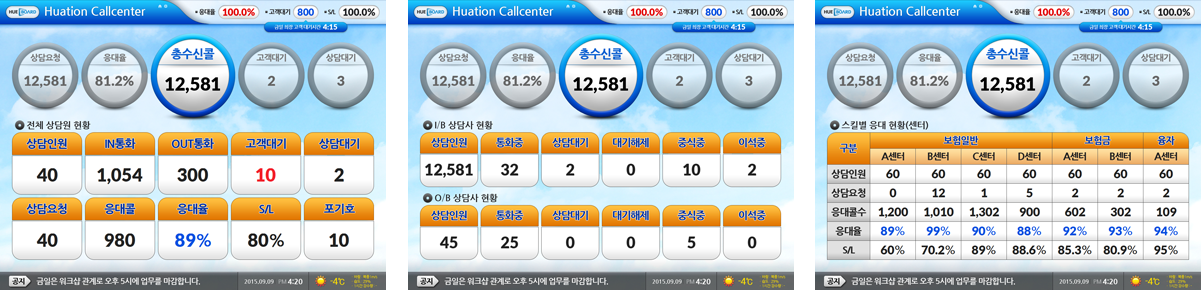 HUE BOARD Huation Callcenter • 응대율 100.0% • 고객대기 800 • S/L 100.0%
금일 최장 고객 대기시간 4:15
상담요청 12,581
응대율 81.2%
총수신콜 12,581
고객대기 2
상담대기 3
전체 상담원 현황
상담인원 IN통화 OUT통화 고객대기 상담대기
40 1,054 300 10 2
상담요청 응대콜 응대율 S/L 포기호
40 980 89% 80% 10
공지 금일은 워크샵 관계로 오후 5시에 업무를 마감합니다. 2015.09.09 PM 4:20 -4℃
HUE BOARD Huation Callcenter • 응대율 100.0% • 고객대기 800 • S/L 100.0%
금일 최장 고객 대기시간 4:15
상담요청 12,581
응대율 81.2%
총수신콜 12,581
고객대기 2
상담대기 3
I/B 상담사 현황
상담인원 통화중 상담대기 대기해제 중식중 이석중
12,581 32 2 0 10 2
O/B 상담사 현황
상담인원 통화중 상담대기 대기해제 중식중 이석중
45 25 0 0 5 0
공지 금일은 워크샵 관계로 오후 5시에 업무를 마감합니다. 2015.09.09 PM 4:20 -4℃
HUE BOARD Huation Callcenter • 응대율 100.0% • 고객대기 800 • S/L 100.0%
금일 최장 고객 대기시간 4:15
상담요청 12,581
응대율 81.2%
총수신콜 12,581
고객대기 2
상담대기 3
스킬별 응대 현황(센터)
구분 보험일반 보험금 융자
A센터 B센터 C센터 D센터 A센터 B센터 A센터
상담인원 60 60 60 60 60 60 60
상담요청 0 12 1 5 2 2 2
응대콜수 1,200 1,010 1,302 900 602 302 109
응대율 89% 99% 90% 88% 92% 93% 94%
S/L 60% 70.2% 89% 88.6% 85.3% 80.9% 95%
공지 금일은 워크샵 관계로 오후 5시에 업무를 마감합니다. 2015.09.09 PM 4:20 -4℃